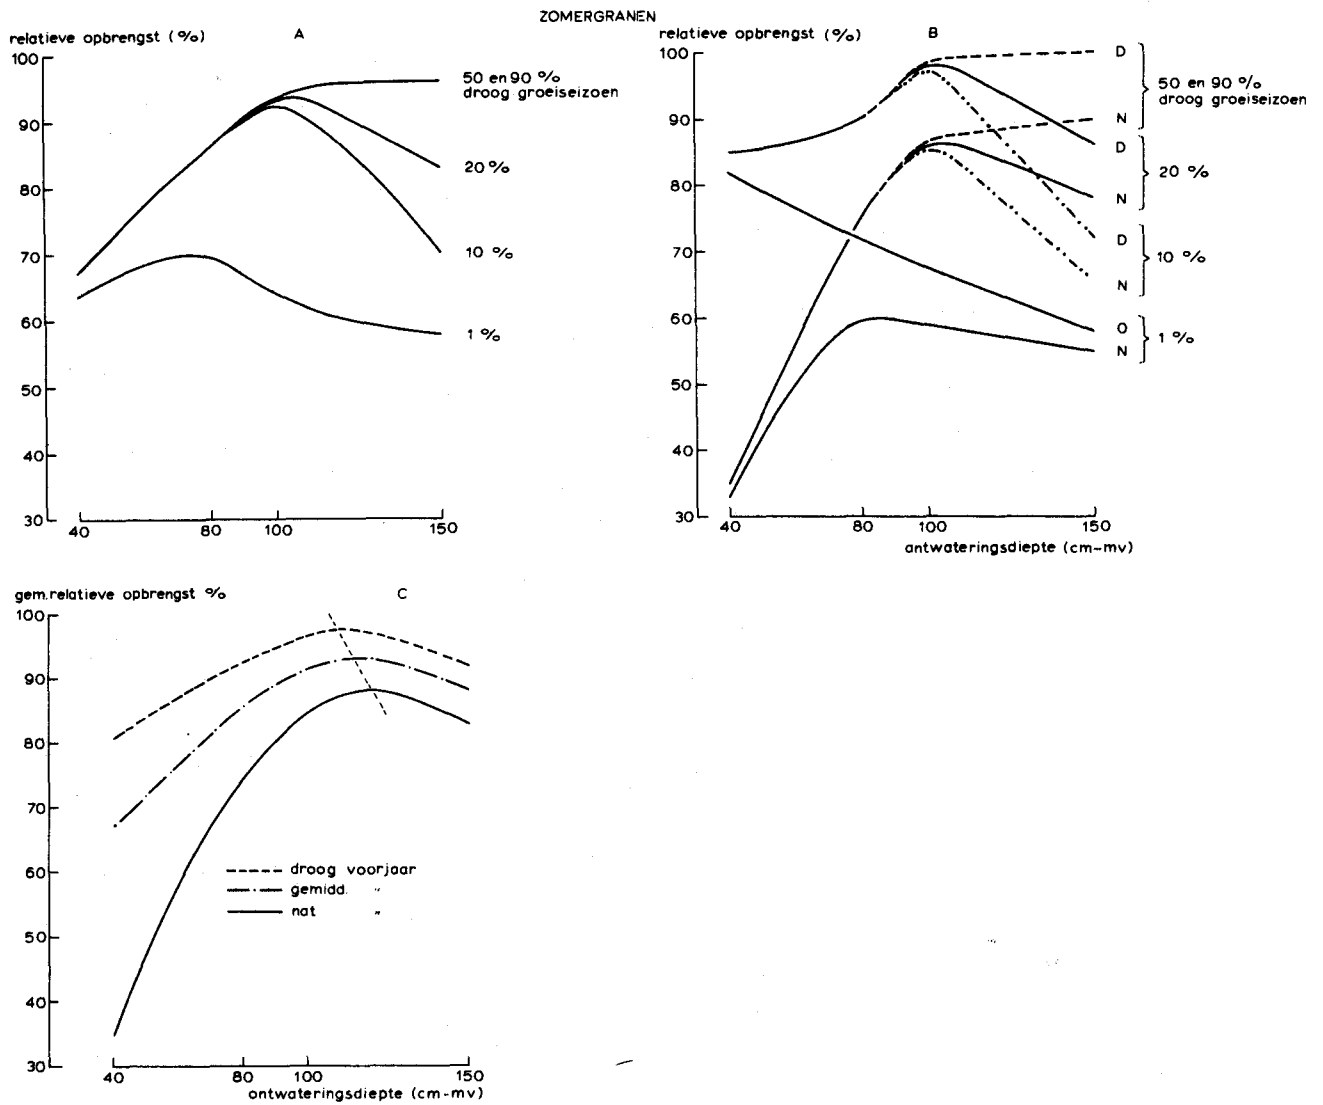 ZOMERGRANEN
relatieve opbrengst (%)
A
100
90
80
70
60
50
40
30
40
80
100
150
50 en 90 %
droog groeiseizoen
20 %
10 %
1 %
relatieve opbrengst (%)
B
100
90
80
70
60
50
40
30
40
80
100
150
antwateringsdiepte (cm-mv)
D
N
50 en 90 %
droog groeiseizoen
D
N
20 %
D
N
10 %
O
N
1 %
gem. relatieve opbrengst %
C
100
90
80
70
60
50
40
30
40
80
100
150
ontwateringsdiepte (cm-mv)
droog voorjaar
gemidd. "
nat "